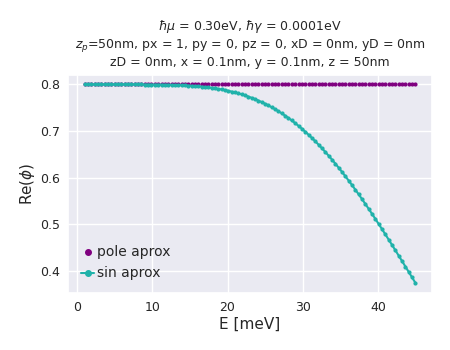 ħμ = 0.30eV, ħγ = 0.0001eV
zₚ=50nm, px = 1, py = 0, pz = 0, xD = 0nm, yD = 0nm
zD = 0nm, x = 0.1nm, y = 0.1nm, z = 50nm
0.8
0.7
0.6
0.5
0.4
Re(ϕ)
pole aprox
sin aprox
0 10 20 30 40
E [meV]